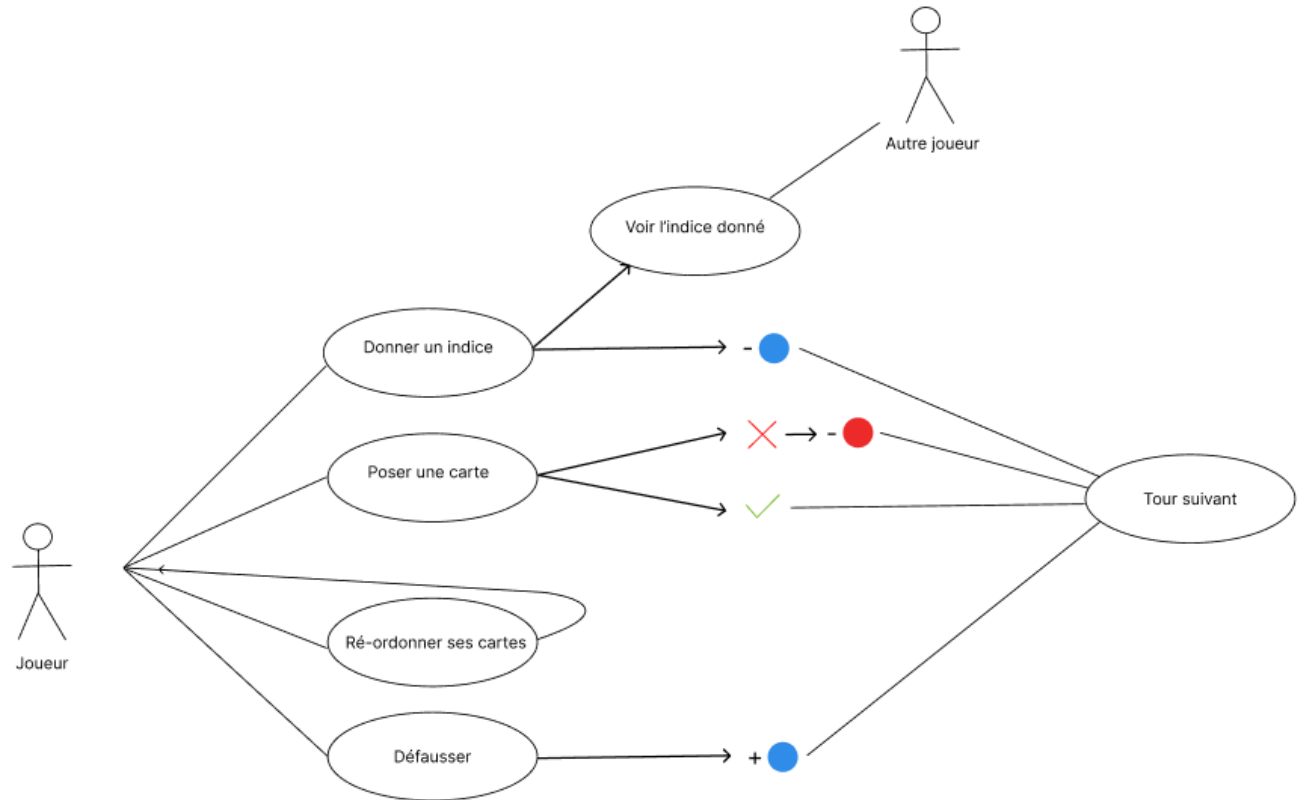 Autre joueur
Voir l'indice donné
Donner un indice
-
Poser une carte
-
Tour suivant
Ré-ordonner ses cartes
Joueur
Défausser
+